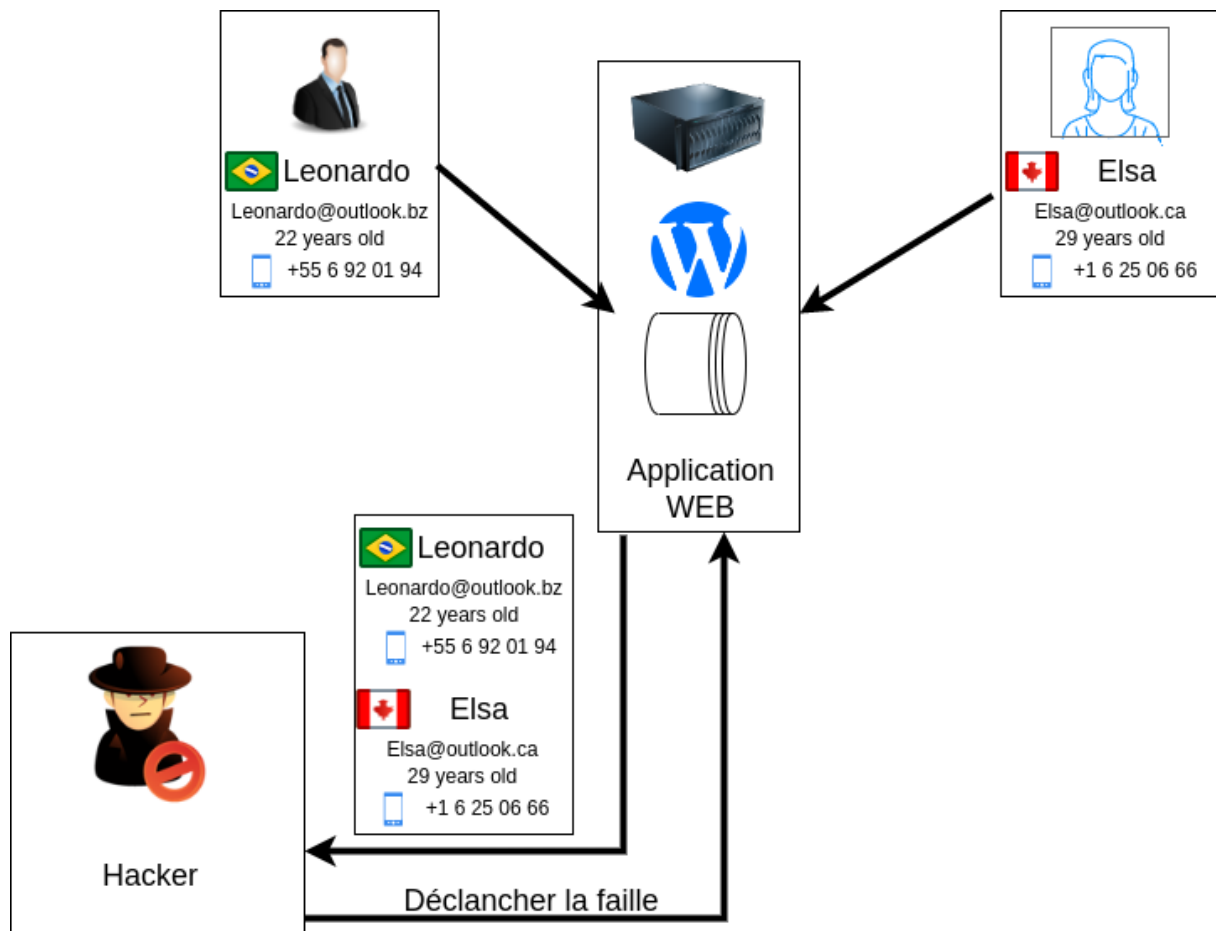 Leonardo
Leonardo@outlook.bz
22 years old
+55 6 92 01 94
Elsa
Elsa@outlook.ca
29 years old
+1 6 25 06 66
Application
WEB
Leonardo
Leonardo@outlook.bz
22 years old
+55 6 92 01 94
Elsa
Elsa@outlook.ca
29 years old
+1 6 25 06 66
Hacker
Déclancher la faille